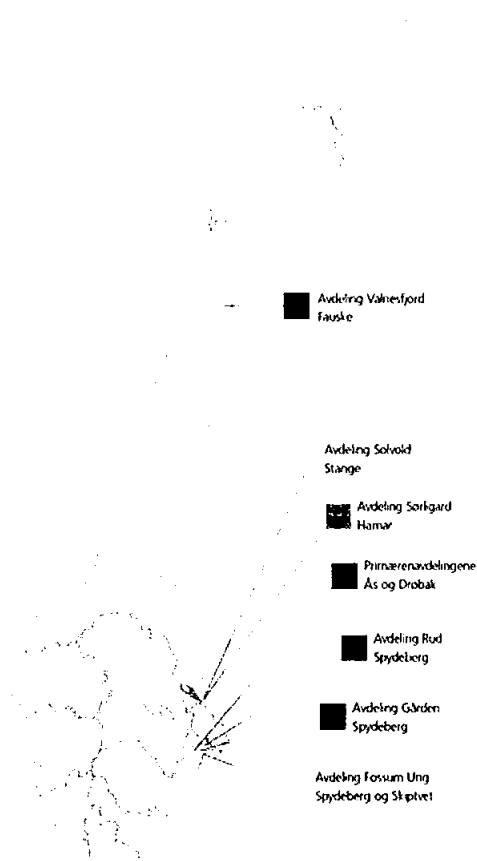 Avdeling Valnesfjord
Fauske
Avdeling Solvold
Stange
Avdeling Sørligard
Hamar
Primærenavdelingene
Ås og Drøbak
Avdeling Rud
Spydeberg
Avdeling Gården
Spydeberg
Avdeling Fossum Ung
Spydeberg og Skiptvet